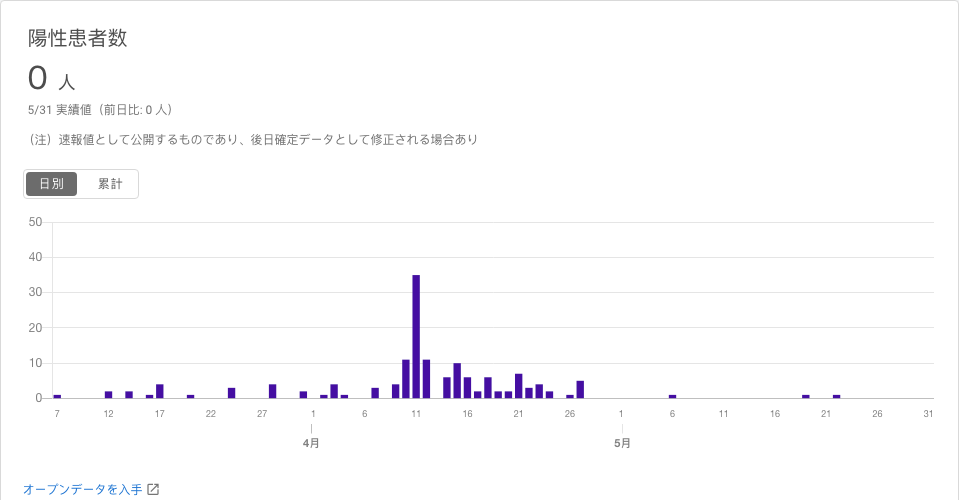 陽性患者数
0 人
5/31 実績値（前日比: 0 人）
（注）速報値として公開するものであり、後日確定データとして修正される場合あり
日別 累計
50
40
30
20
10
0
7 12 17 22 27 1 6 11 16 21 26 1 6 11 16 21 26 31
4月 5月
オープンデータを入手